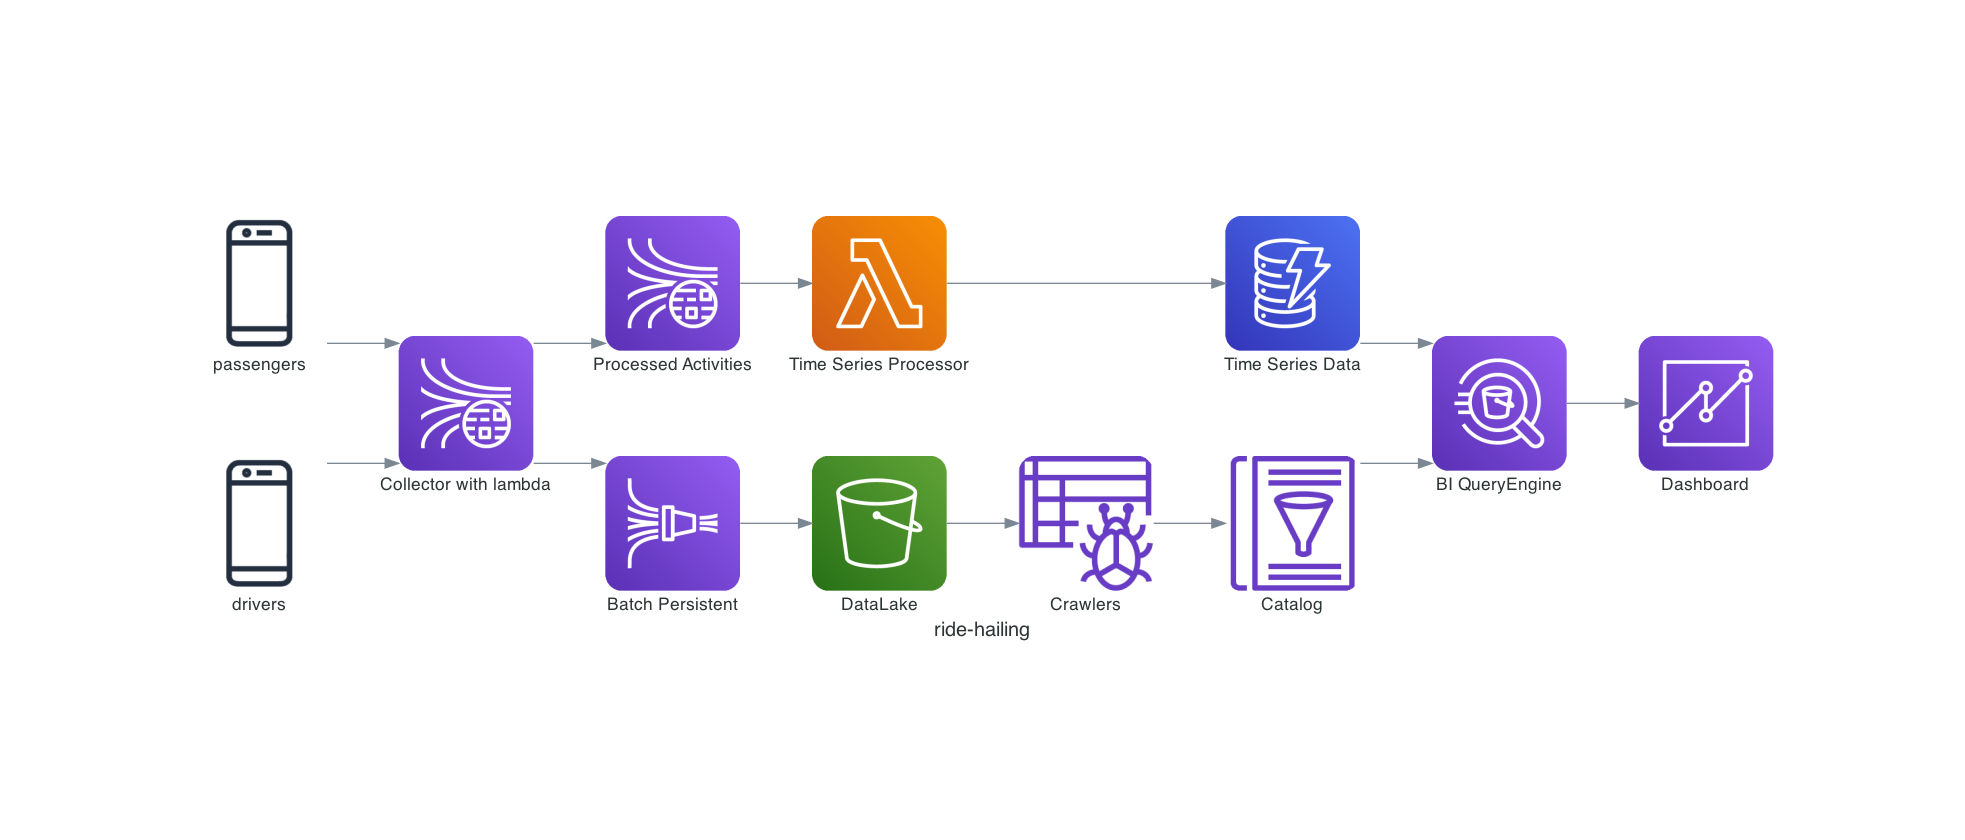 passengers
Processed Activities
Time Series Processor
Time Series Data
Collector with lambda
BI QueryEngine
Dashboard
drivers
Batch Persistent
DataLake
Crawlers
Catalog
ride-hailing